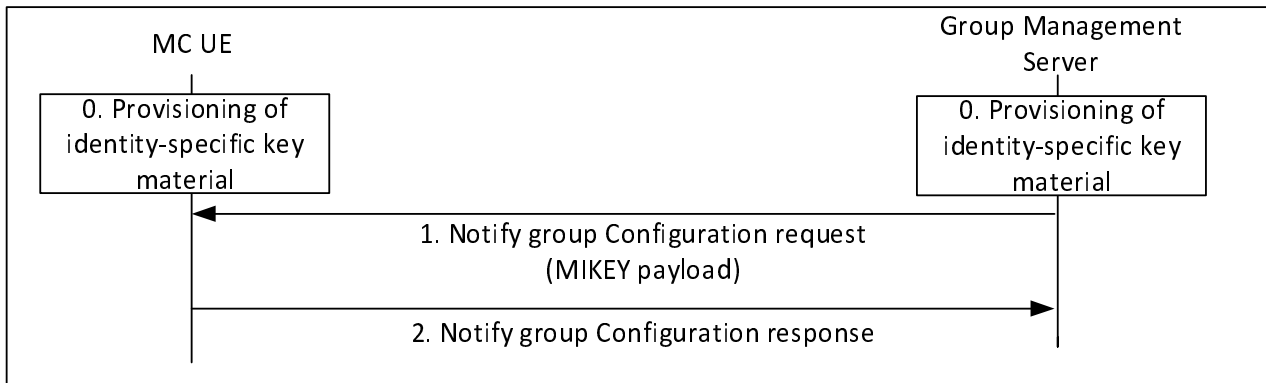 MC UE
Group Management
Server
0. Provisioning of
identity-specific key
material
0. Provisioning of
identity-specific key
material
1. Notify group Configuration request
(MIKEY payload)
2. Notify group Configuration response